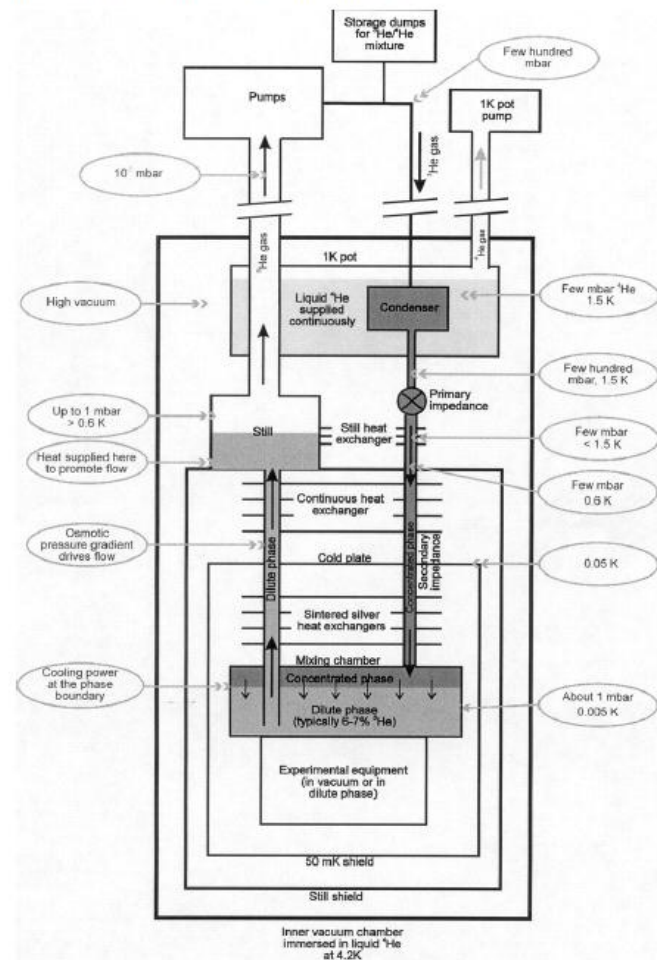 Storage dumps
for ³He/⁴He
mixture
Few hundred
mbar
Pumps
1K pot
pump
³He gas
⁴He gas
³He gas
1K pot
High vacuum
Liquid ⁴He
supplied
continuously
Condenser
Few mbar ⁴He
1.5 K
Few hundred
mbar, 1.5 K
Primary
impedance
Up to 1 mbar
> 0.6 K
Still
Still heat
exchanger
Few mbar
< 1.5 K
Heat supplied here
to promote flow
Few mbar
0.6 K
Continuous heat
exchanger
Osmotic
pressure gradient
drives flow
Dilute phase
Concentrated phase
Secondary
impedance
Cold plate
0.05 K
Sintered silver
heat exchangers
Mixing chamber
Concentrated phase
Cooling power
at the phase
boundary
Dilute phase
(typically 6-7% ³He)
About 1 mbar
0.005 K
Experimental equipment
(in vacuum or in
dilute phase)
50 mK shield
Still shield
Inner vacuum chamber
immersed in liquid ⁴He
at 4.2K